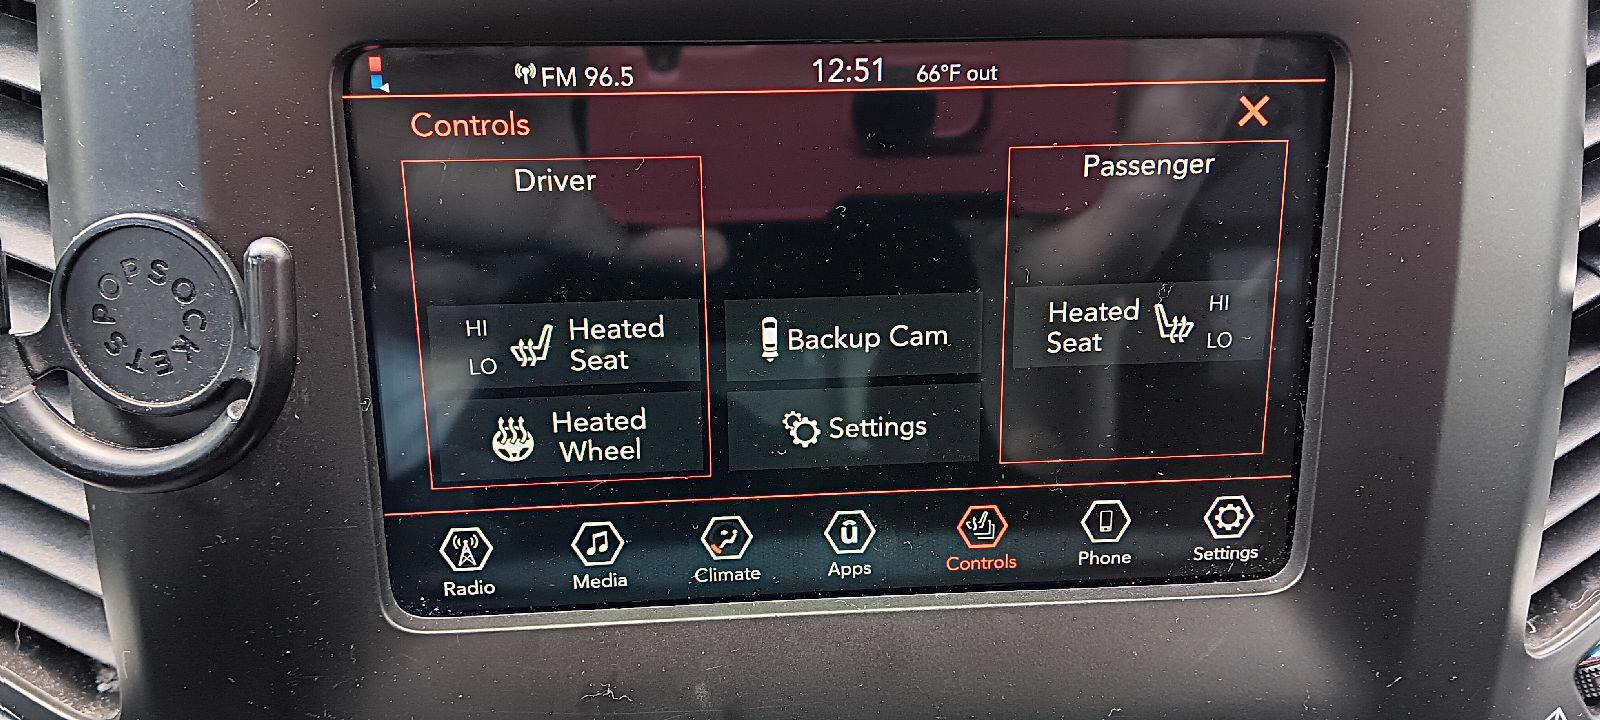 FM 96.5
12:51
66°F out
Controls
Driver
Passenger
HI
LO
Heated
Seat
Backup Cam
Heated
Seat
HI
LO
Heated
Wheel
Settings
Radio
Media
Climate
Apps
Controls
Phone
Settings
POPSOCKETS